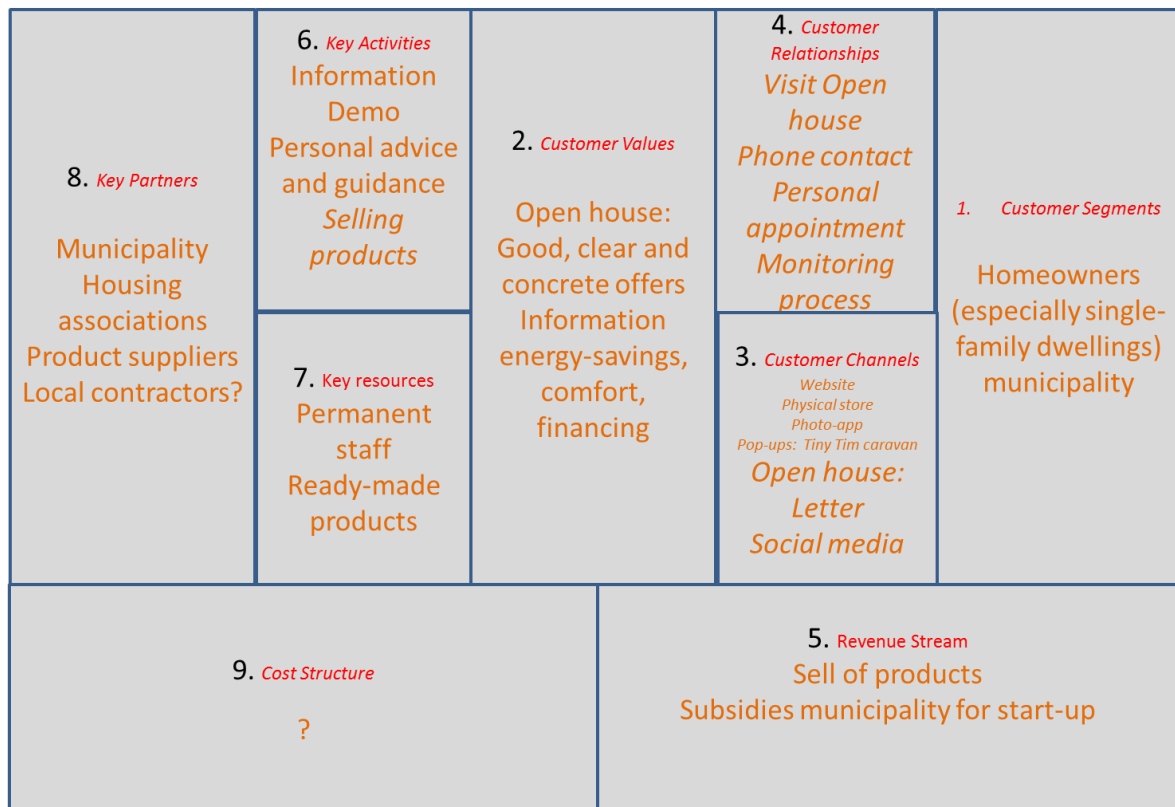 8. Key Partners
Municipality
Housing
associations
Product suppliers
Local contractors?
6. Key Activities
Information
Demo
Personal advice
and guidance
Selling
products
7. Key resources
Permanent
staff
Ready-made
products
2. Customer Values
Open house:
Good, clear and
concrete offers
Information
energy-savings,
comfort,
financing
4. Customer
Relationships
Visit Open
house
Phone contact
Personal
appointment
Monitoring
process
3. Customer Channels
Website
Physical store
Photo-app
Pop-ups: Tiny Tim caravan
Open house:
Letter
Social media
1. Customer Segments
Homeowners
(especially single-
family dwellings)
municipality
9. Cost Structure
?
5. Revenue Stream
Sell of products
Subsidies municipality for start-up